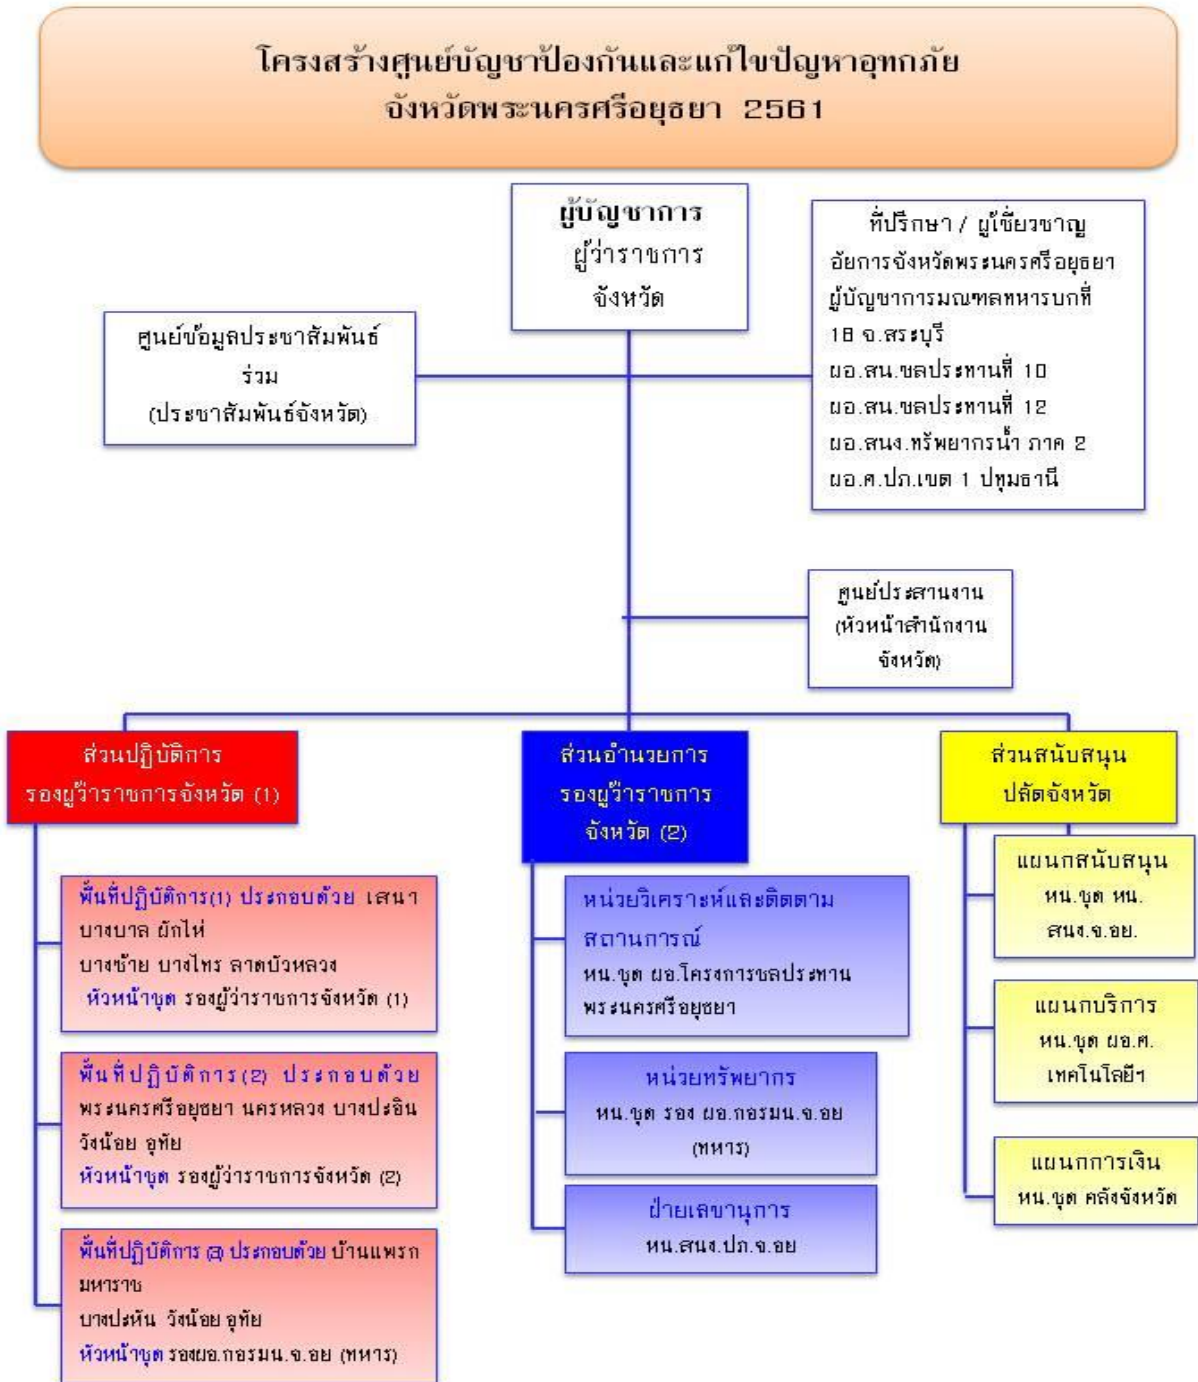 โครงสร้างศูนย์บัญชาป้องกันและแก้ไขปัญหาอุทกภัย
จังหวัดพระนครศรีอยุธยา 2561
ผู้บัญชาการ
ผู้ว่าราชการ
จังหวัด
ที่ปรึกษา / ผู้เชี่ยวชาญ
อัยการจังหวัดพระนครศรีอยุธยา
ผู้บัญชาการมณฑลทหารบกที่
18 จ.สระบุรี
ผอ.สน.ชลประทานที่ 10
ผอ.สน.ชลประทานที่ 12
ผอ.สนง.ทรัพยากรน้ำ ภาค 2
ผอ.ศ.ปภ.เขต 1 ปทุมธานี
ศูนย์ข้อมูลประชาสัมพันธ์
ร่วม
(ประชาสัมพันธ์จังหวัด)
ศูนย์ประสานงาน
(หัวหน้าสำนักงาน
จังหวัด)
ส่วนปฏิบัติการ
รองผู้ว่าราชการจังหวัด (1)
พื้นที่ปฏิบัติการ(1) ประกอบด้วย เสนา
บางบาล ผักไห่
บางซ้าย บางไทร ลาดบัวหลวง
หัวหน้าชุด รองผู้ว่าราชการจังหวัด (1)
พื้นที่ปฏิบัติการ(2) ประกอบด้วย
พระนครศรีอยุธยา นครหลวง บางปะอิน
วังน้อย อุทัย
หัวหน้าชุด รองผู้ว่าราชการจังหวัด (2)
พื้นที่ปฏิบัติการ (3) ประกอบด้วย บ้านแพรก
มหาราช
บางปะหัน วังน้อย อุทัย
หัวหน้าชุด รองผอ.กอรมน.จ.อย (ทหาร)
ส่วนอำนวยการ
รองผู้ว่าราชการ
จังหวัด (2)
หน่วยวิเคราะห์และติดตาม
สถานการณ์
หน.ชุด ผอ.โครงการชลประทาน
พระนครศรีอยุธยา
หน่วยทรัพยากร
หน.ชุด รอง ผอ.กอรมน.จ.อย
(ทหาร)
ฝ่ายเลขานุการ
หน.สนง.ปภ.จ.อย
ส่วนสนับสนุน
ปลัดจังหวัด
แผนกสนับสนุน
หน.ชุด หน.
สนง.จ.อย.
แผนกบริการ
หน.ชุด ผอ.ศ.
เทคโนโลยีฯ
แผนกการเงิน
หน.ชุด คลังจังหวัด